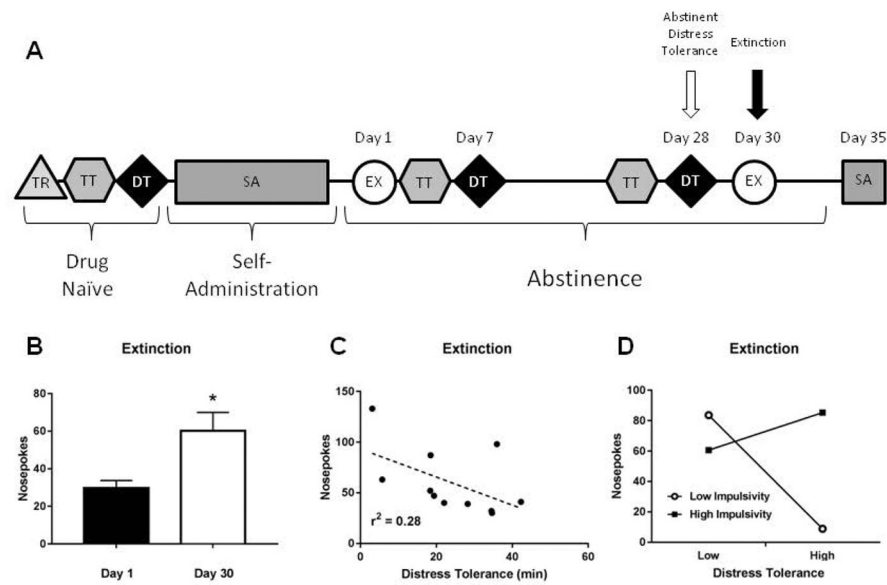 A
Abstinent
Distress
Tolerance
Extinction
Day 1
Day 7
Day 28
Day 30
Day 35
TR
TT
DT
SA
EX
TT
DT
TT
DT
EX
SA
Drug
Naïve
Self-
Administration
Abstinence
B
Extinction
Nosepokes
80
60
40
20
0
*
Day 1
Day 30
C
Extinction
Nosepokes
150
100
50
0
r² = 0.28
0
20
40
60
Distress Tolerance (min)
D
Extinction
Nosepokes
100
80
60
40
20
0
Low Impulsivity
High Impulsivity
Low
High
Distress Tolerance